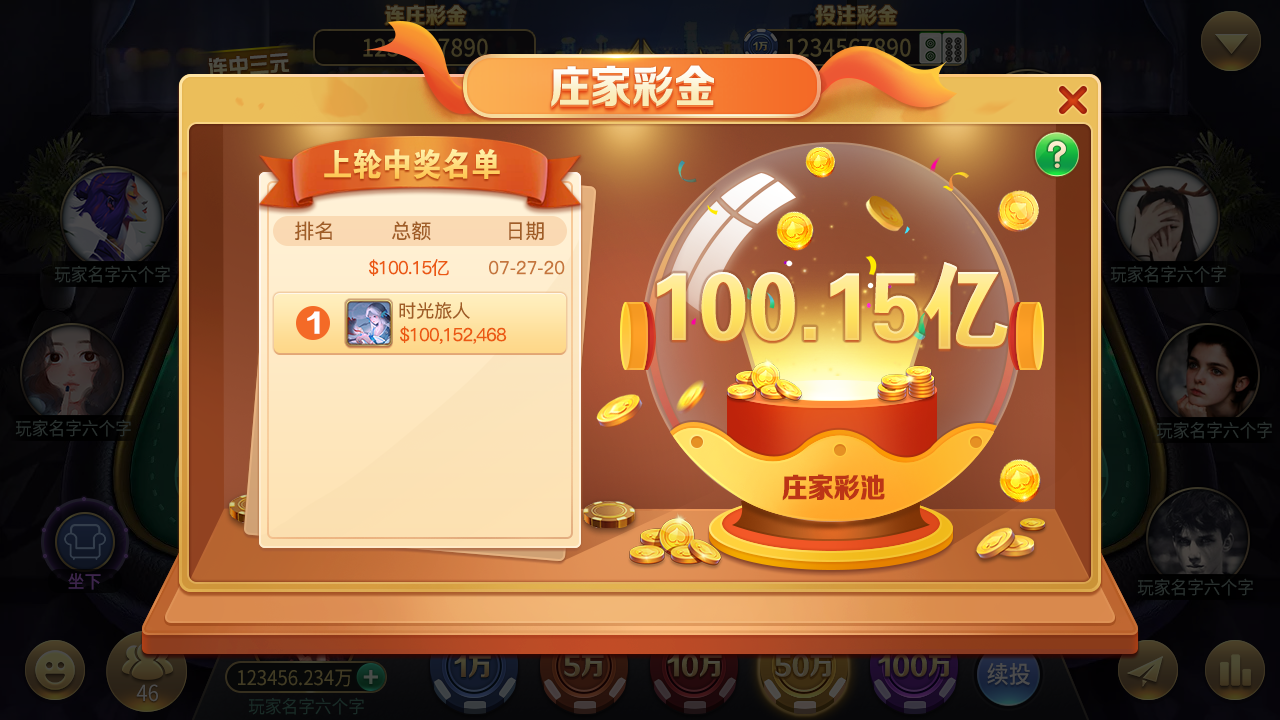 连庄彩金
投注彩金
1234567890
万
1234567890
连中三元
庄家彩金
上轮中奖名单
排名 总额 日期
$100.15亿 07-27-20
1
时光旅人
$100,152,468
?
100.15亿
庄家彩池
玩家名字六个字
玩家名字六个字
玩家名字六个字
玩家名字六个字
坐下
玩家名字六个字
46
123456.234万
玩家名字六个字
1万
5万
10万
50万
100万
续投